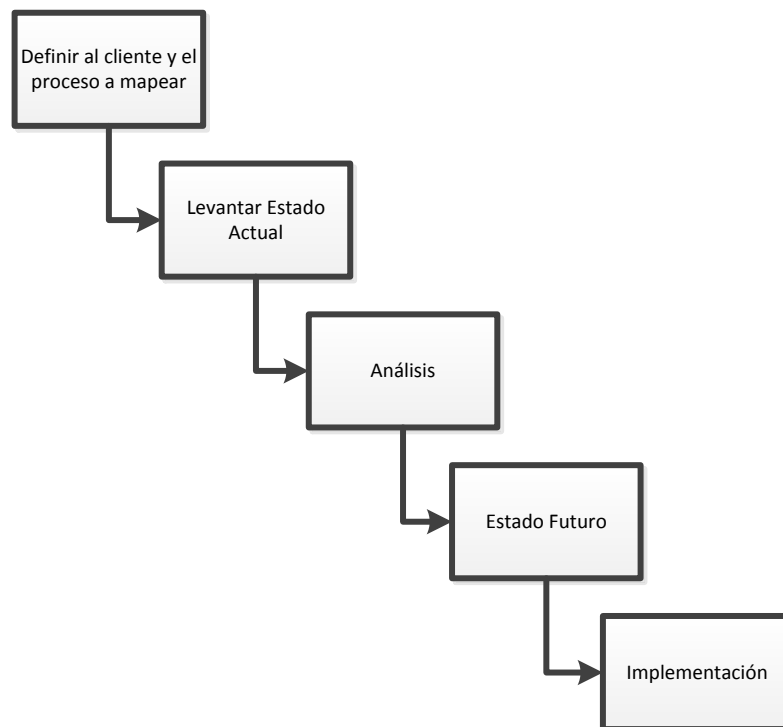 Definir al cliente y el
proceso a mapear
Levantar Estado
Actual
Análisis
Estado Futuro
Implementación